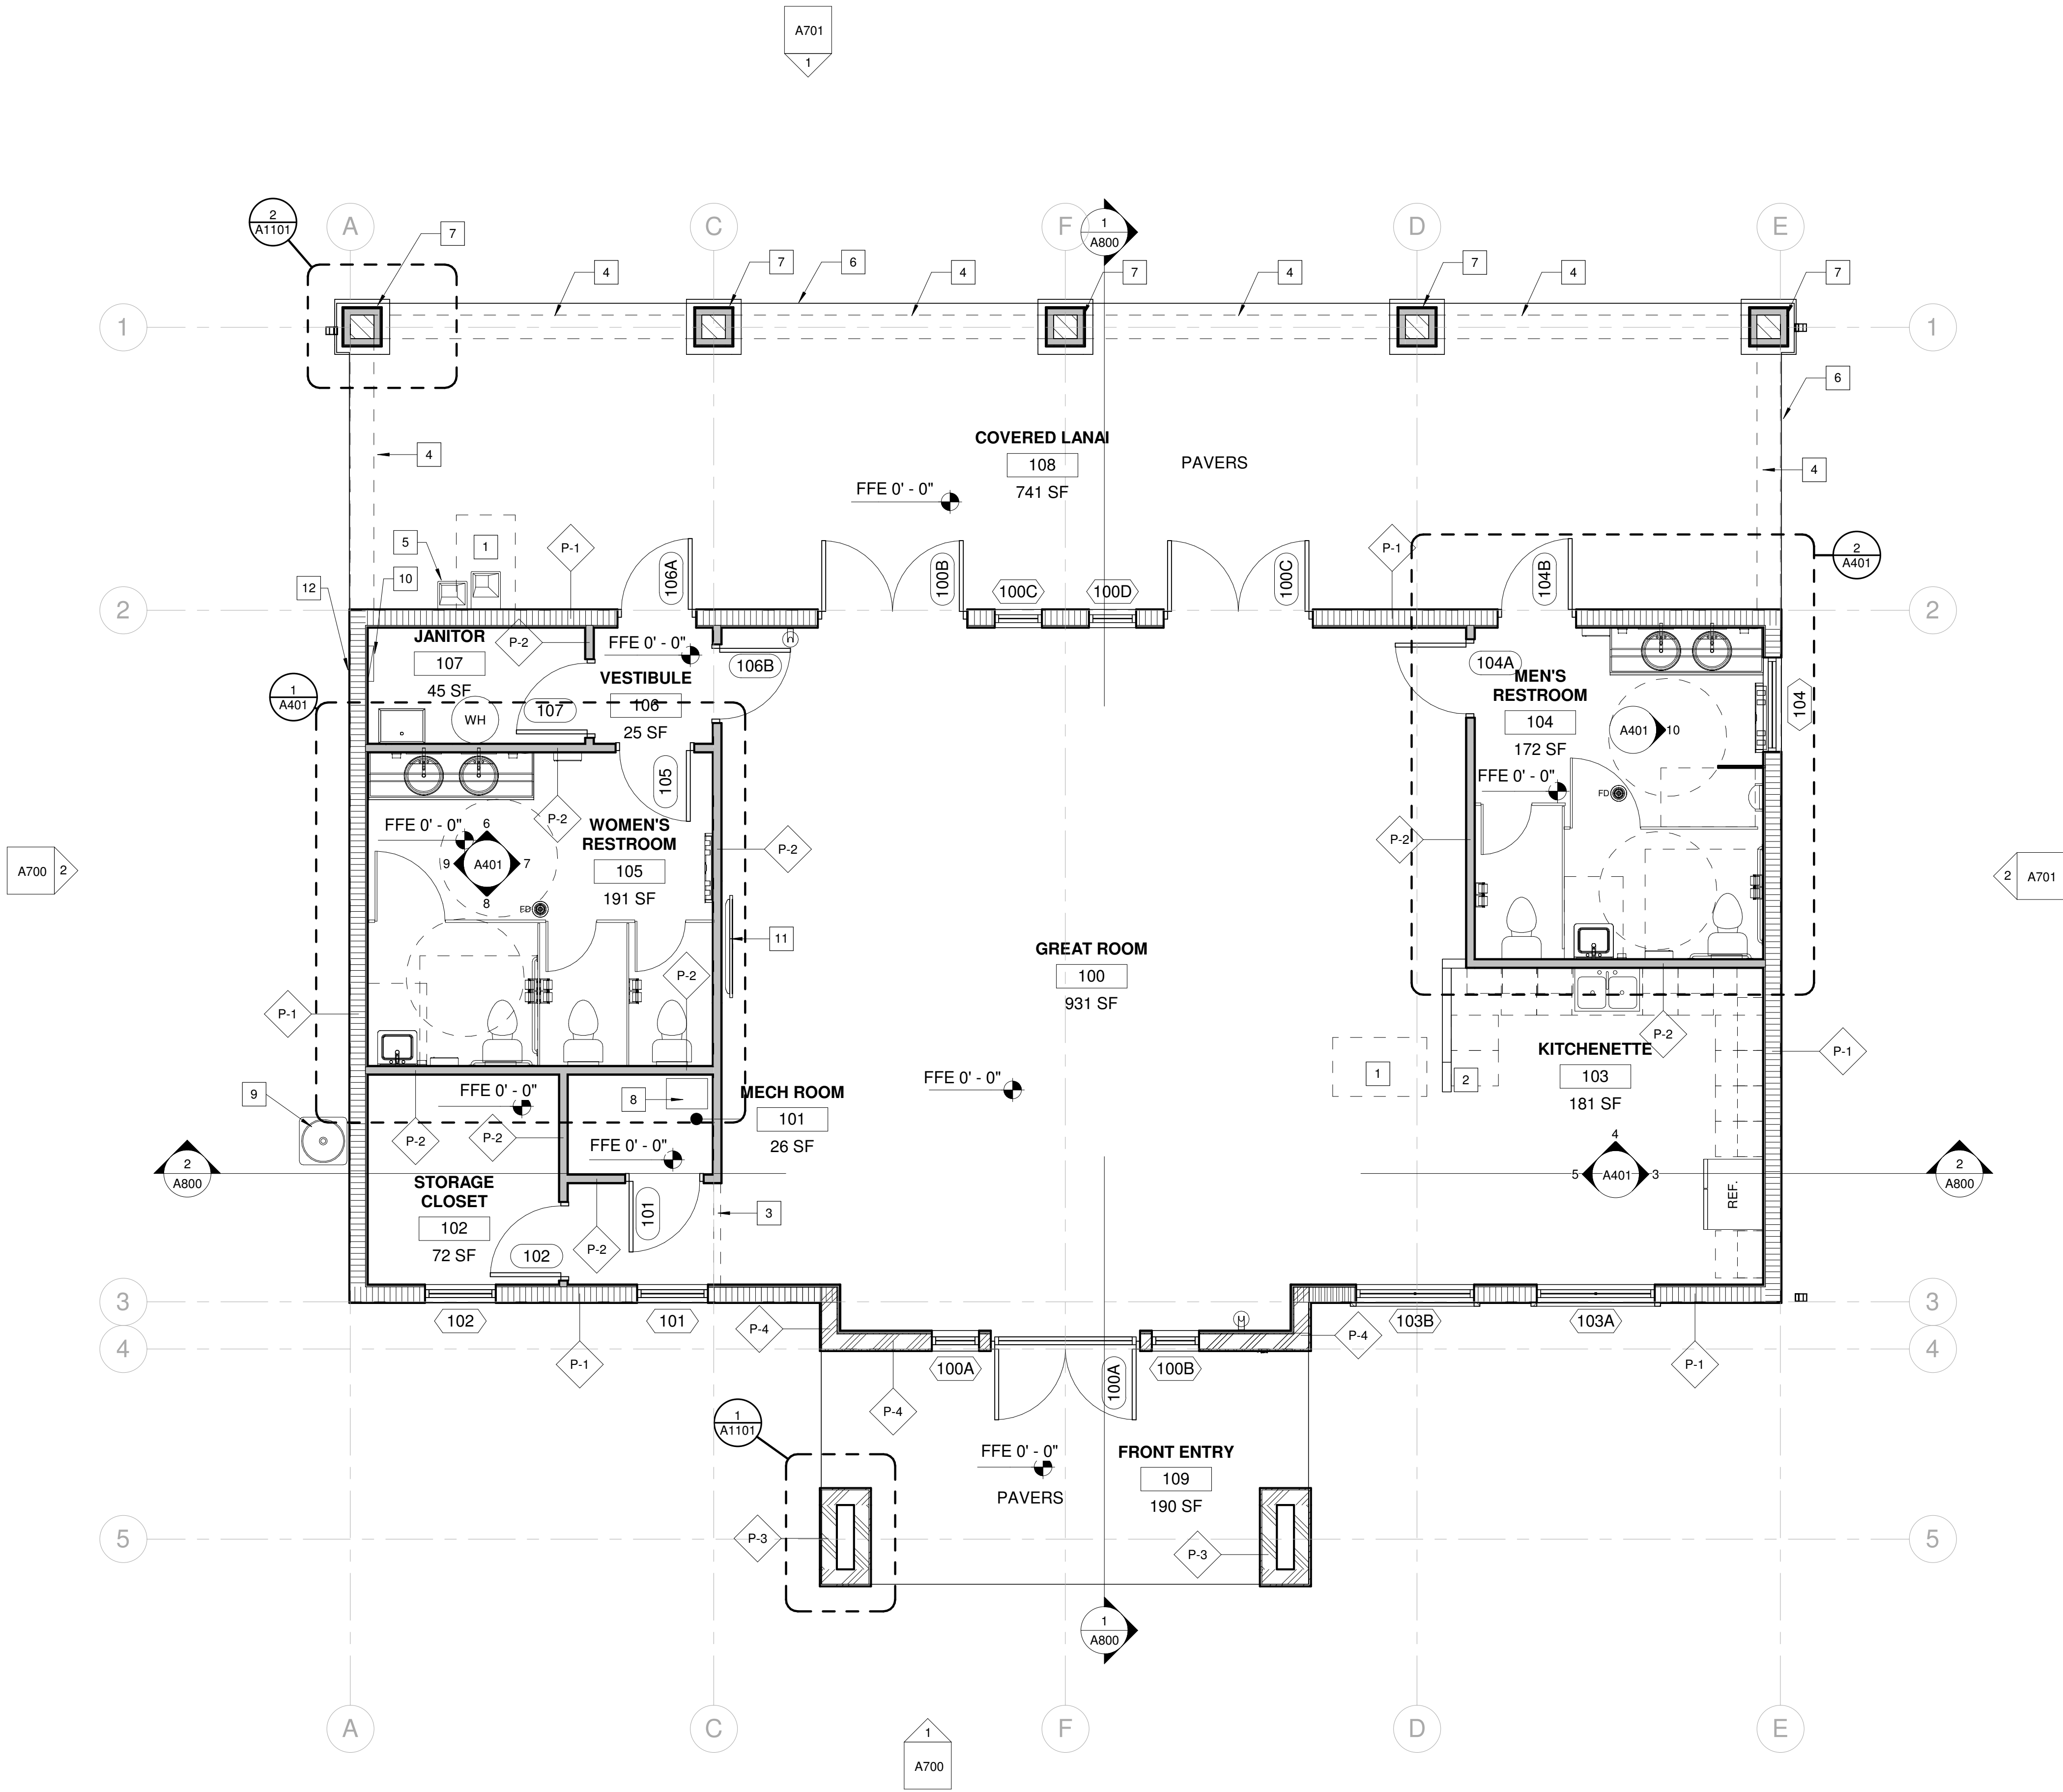 A701
1
2
A1101
A
7
C
F
1
A800
D
E
7
6
7
7
7
4
4
4
4
1
1
6
COVERED LANAI
108
741 SF
PAVERS
4
4
FFE 0' - 0"
5
1
P-1
P-1
2
A401
106A
100B
100C
104B
12
10
100C
100D
2
2
JANITOR
107
45 SF
P-2
FFE 0' - 0"
106B
VESTIBULE
106
25 SF
104A
MEN'S
RESTROOM
104
172 SF
A401
10
104
1
A401
WH
107
105
FFE 0' - 0"
FD
P-2
P-2
P-2
FFE 0' - 0"
WOMEN'S
RESTROOM
105
191 SF
6
9
A401
7
8
FD
A700
2
2
A701
11
P-2
GREAT ROOM
100
931 SF
P-1
P-2
KITCHENETTE
103
181 SF
P-1
FFE 0' - 0"
1
2
9
FFE 0' - 0"
8
MECH ROOM
101
26 SF
P-2
P-2
FFE 0' - 0"
2
A800
4
5
A401
3
2
A800
REF.
STORAGE
CLOSET
102
72 SF
101
3
P-2
102
3
3
102
101
P-4
P-4
103B
103A
4
4
P-1
100A
100A
100B
P-1
P-4
1
A1101
FFE 0' - 0"
PAVERS
FRONT ENTRY
109
190 SF
5
P-3
P-3
5
1
A800
A
C
F
D
E
1
A700